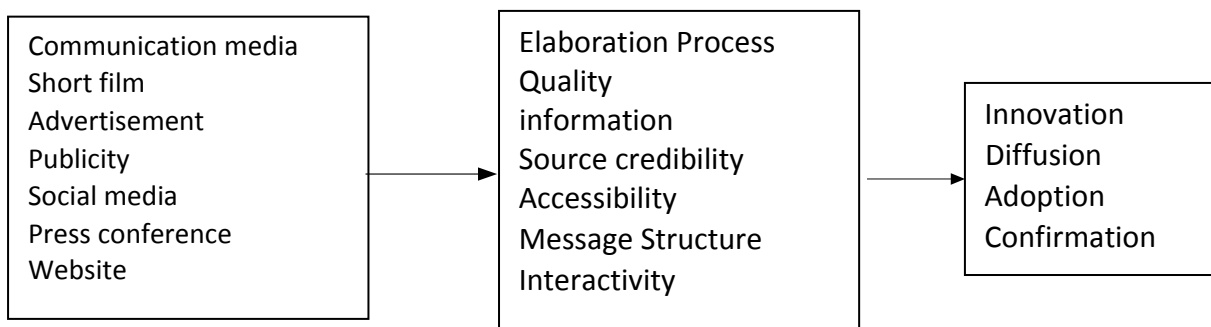 Communication media
Short film
Advertisement
Publicity
Social media
Press conference
Website
Elaboration Process
Quality
information
Source credibility
Accessibility
Message Structure
Interactivity
Innovation
Diffusion
Adoption
Confirmation